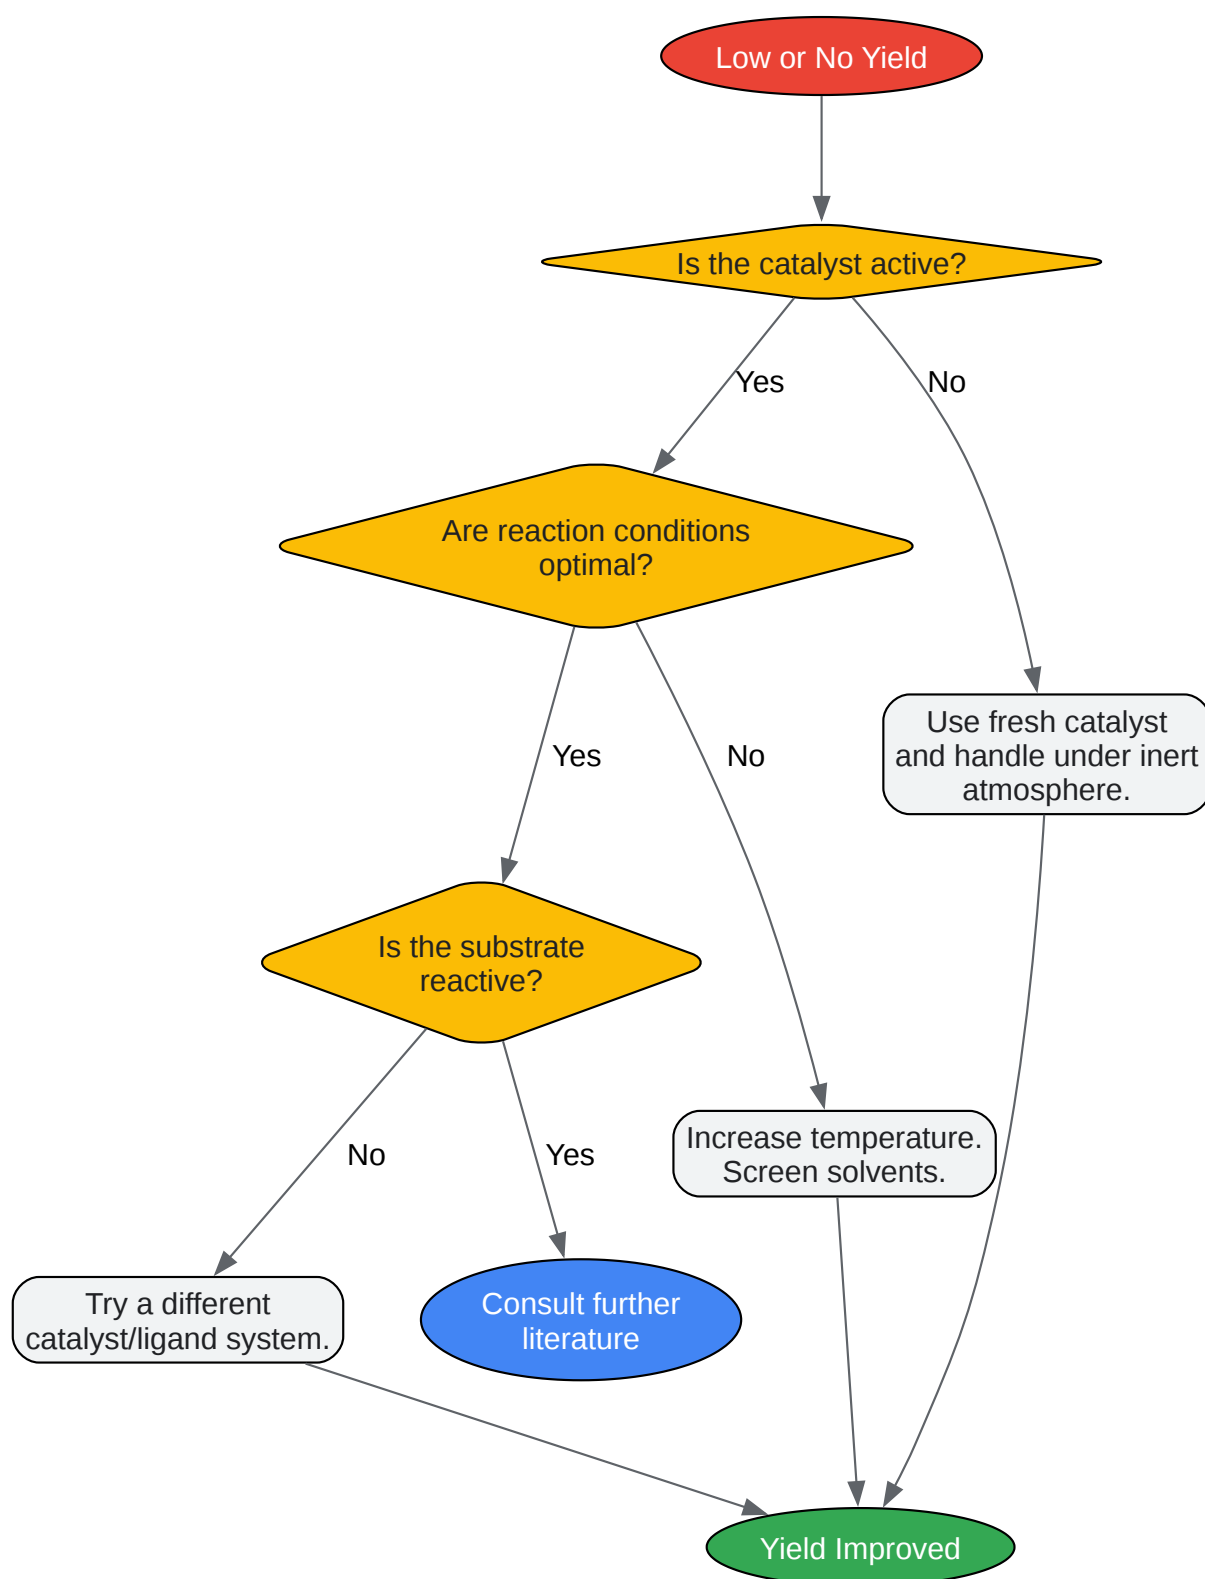 Low or No Yield
Is the catalyst active?
Yes
No
Are reaction conditions
optimal?
Use fresh catalyst
and handle under inert
atmosphere.
Yes
No
Is the substrate
reactive?
Increase temperature.
Screen solvents.
No
Yes
Try a different
catalyst/ligand system.
Consult further
literature
Yield Improved